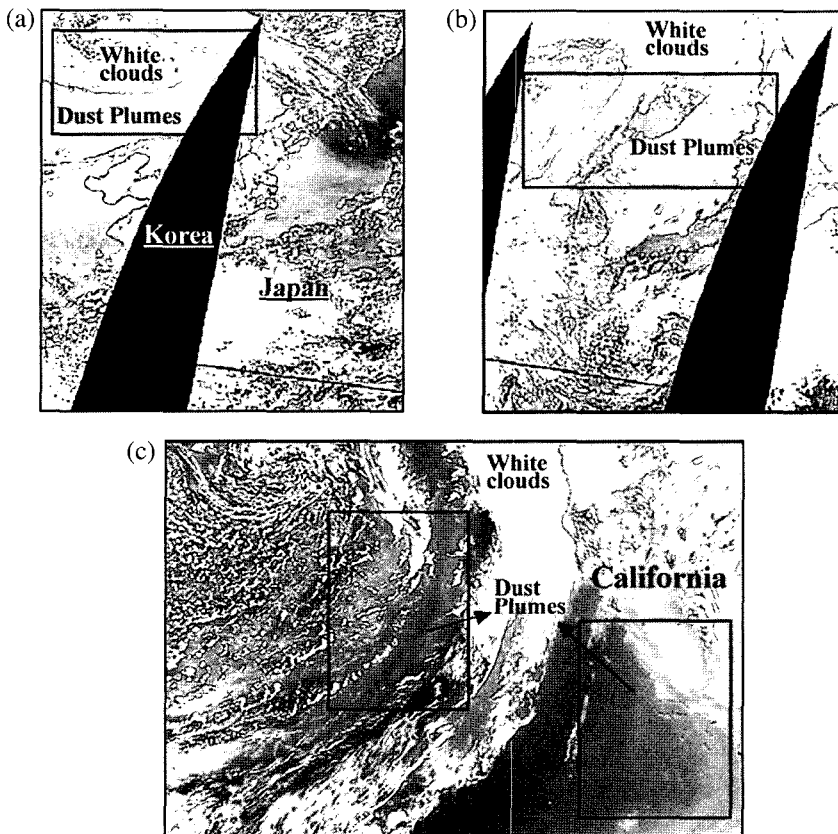 (a)
White
clouds
Dust Plumes
Korea
Japan
(b)
White
clouds
Dust Plumes
(c)
White
clouds
California
Dust
Plumes